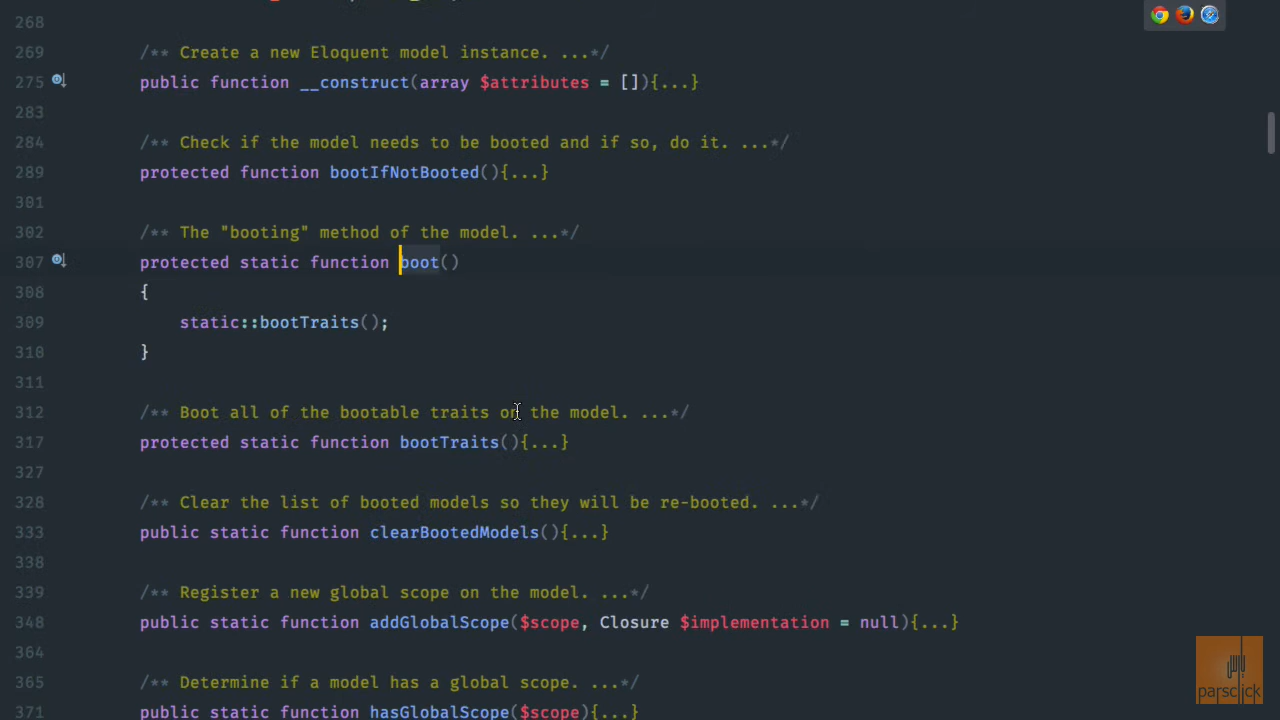 268
269 /** Create a new Eloquent model instance. ...*/
275 public function __construct(array $attributes = []){...}
283
284 /** Check if the model needs to be booted and if so, do it. ...*/
289 protected function bootIfNotBooted(){...}
301
302 /** The "booting" method of the model. ...*/
307 protected static function boot()
308 {
309 static::bootTraits();
310 }
311
312 /** Boot all of the bootable traits on the model. ...*/
317 protected static function bootTraits(){...}
327
328 /** Clear the list of booted models so they will be re-booted. ...*/
333 public static function clearBootedModels(){...}
338
339 /** Register a new global scope on the model. ...*/
348 public static function addGlobalScope($scope, Closure $implementation = null){...}
364
365 /** Determine if a model has a global scope. ...*/
371 public static function hasGlobalScope($scope){...}
parsclick